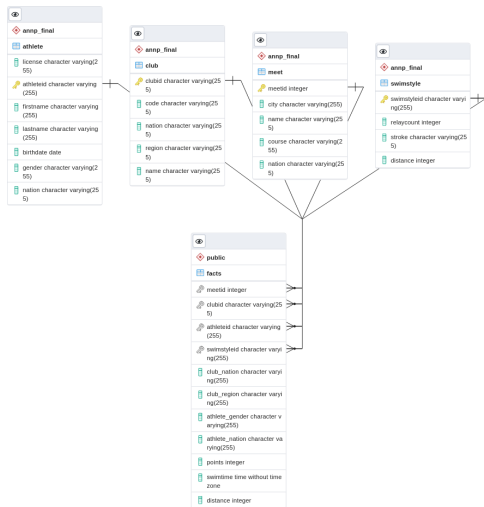 annp_final
athlete
license character varying(2
55)
athleteid character varying
(255)
firstname character varying
(255)
lastname character varying
(255)
birthdate date
gender character varying(2
55)
nation character varying(25
5)
annp_final
club
clubid character varying(25
5)
code character varying(25
5)
nation character varying(25
5)
region character varying(25
5)
name character varying(25
5)
annp_final
meet
meetid integer
city character varying(255)
name character varying(25
5)
course character varying(2
55)
nation character varying(25
5)
annp_final
swimstyle
swimstyleid character varyi
ng(255)
relaycount integer
stroke character varying(25
5)
distance integer
public
facts
meetid integer
clubid character varying(25
5)
athleteid character varying
(255)
swimstyleid character varyi
ng(255)
club_nation character varyi
ng(255)
club_region character varyi
ng(255)
athlete_gender character v
arying(255)
athlete_nation character va
rying(255)
points integer
swimtime time without time
zone
distance integer